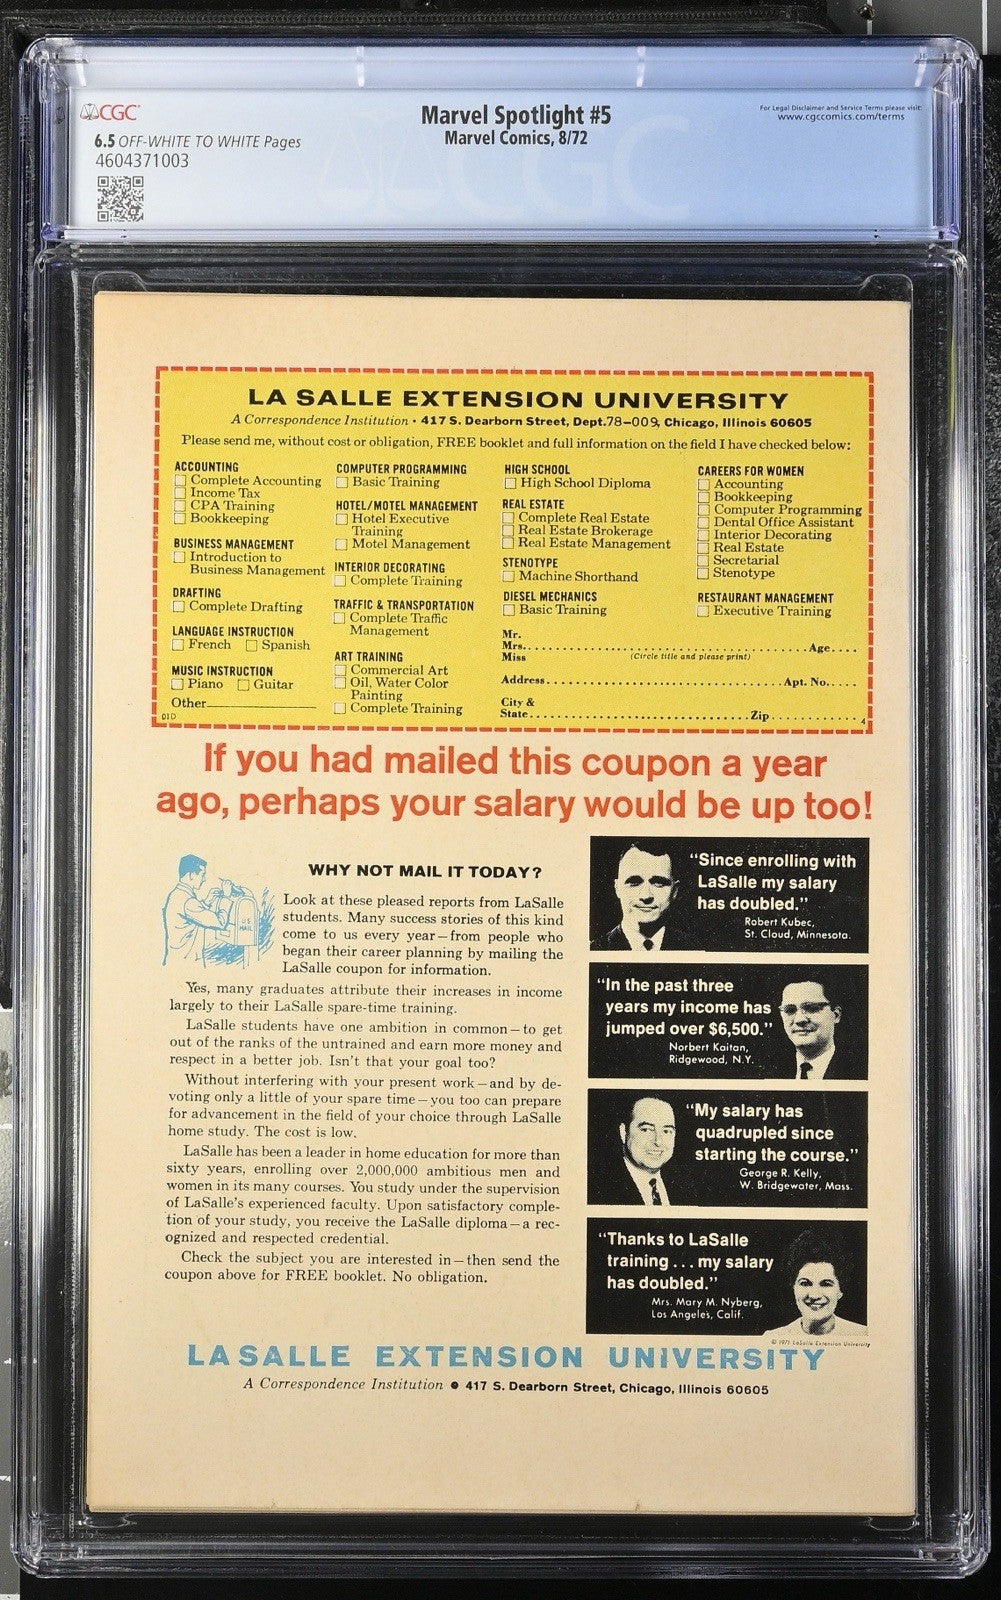 CGC
Marvel Spotlight #5
Marvel Comics, 8/72
For Legal Disclaimer and Service Terms please visit:
www.cgccomics.com/terms
6.5 OFF-WHITE TO WHITE Pages
4604371003
CGC
LA SALLE EXTENSION UNIVERSITY
A Correspondence Institution • 417 S. Dearborn Street, Dept. 78-009, Chicago, Illinois 60605
Please send me, without cost or obligation, FREE booklet and full information on the field I have checked below:
ACCOUNTING
Complete Accounting
Income Tax
CPA Training
Bookkeeping
BUSINESS MANAGEMENT
Introduction to
Business Management
DRAFTING
Complete Drafting
LANGUAGE INSTRUCTION
French Spanish
MUSIC INSTRUCTION
Piano Guitar
Other
01D
COMPUTER PROGRAMMING
Basic Training
HOTEL/MOTEL MANAGEMENT
Hotel Executive
Training
Motel Management
INTERIOR DECORATING
Complete Training
TRAFFIC & TRANSPORTATION
Complete Traffic
Management
ART TRAINING
Commercial Art
Oil, Water Color
Painting
Complete Training
HIGH SCHOOL
High School Diploma
REAL ESTATE
Complete Real Estate
Real Estate Brokerage
Real Estate Management
STENOTYPE
Machine Shorthand
DIESEL MECHANICS
Basic Training
CAREERS FOR WOMEN
Accounting
Bookkeeping
Computer Programming
Dental Office Assistant
Interior Decorating
Real Estate
Secretarial
Stenotype
RESTAURANT MANAGEMENT
Executive Training
Mr.
Mrs. Age
Miss (Circle title and please print)
Address Apt. No.
City &
State Zip
4
If you had mailed this coupon a year
ago, perhaps your salary would be up too!
US
MAIL
WHY NOT MAIL IT TODAY?
Look at these pleased reports from LaSalle
students. Many success stories of this kind
come to us every year—from people who
began their career planning by mailing the
LaSalle coupon for information.
Yes, many graduates attribute their increases in income
largely to their LaSalle spare-time training.
LaSalle students have one ambition in common—to get
out of the ranks of the untrained and earn more money and
respect in a better job. Isn't that your goal too?
Without interfering with your present work—and by de-
voting only a little of your spare time—you too can prepare
for advancement in the field of your choice through LaSalle
home study. The cost is low.
LaSalle has been a leader in home education for more than
sixty years, enrolling over 2,000,000 ambitious men and
women in its many courses. You study under the supervision
of LaSalle's experienced faculty. Upon satisfactory comple-
tion of your study, you receive the LaSalle diploma—a rec-
ognized and respected credential.
Check the subject you are interested in—then send the
coupon above for FREE booklet. No obligation.
"Since enrolling with
LaSalle my salary
has doubled."
Robert Kubec,
St. Cloud, Minnesota.
"In the past three
years my income has
jumped over $6,500."
Norbert Kaitan,
Ridgewood, N.Y.
"My salary has
quadrupled since
starting the course."
George R. Kelly,
W. Bridgewater, Mass.
"Thanks to LaSalle
training . . . my salary
has doubled."
Mrs. Mary M. Nyberg,
Los Angeles, Calif.
© 1971 LaSalle Extension University
LASALLE EXTENSION UNIVERSITY
A Correspondence Institution • 417 S. Dearborn Street, Chicago, Illinois 60605